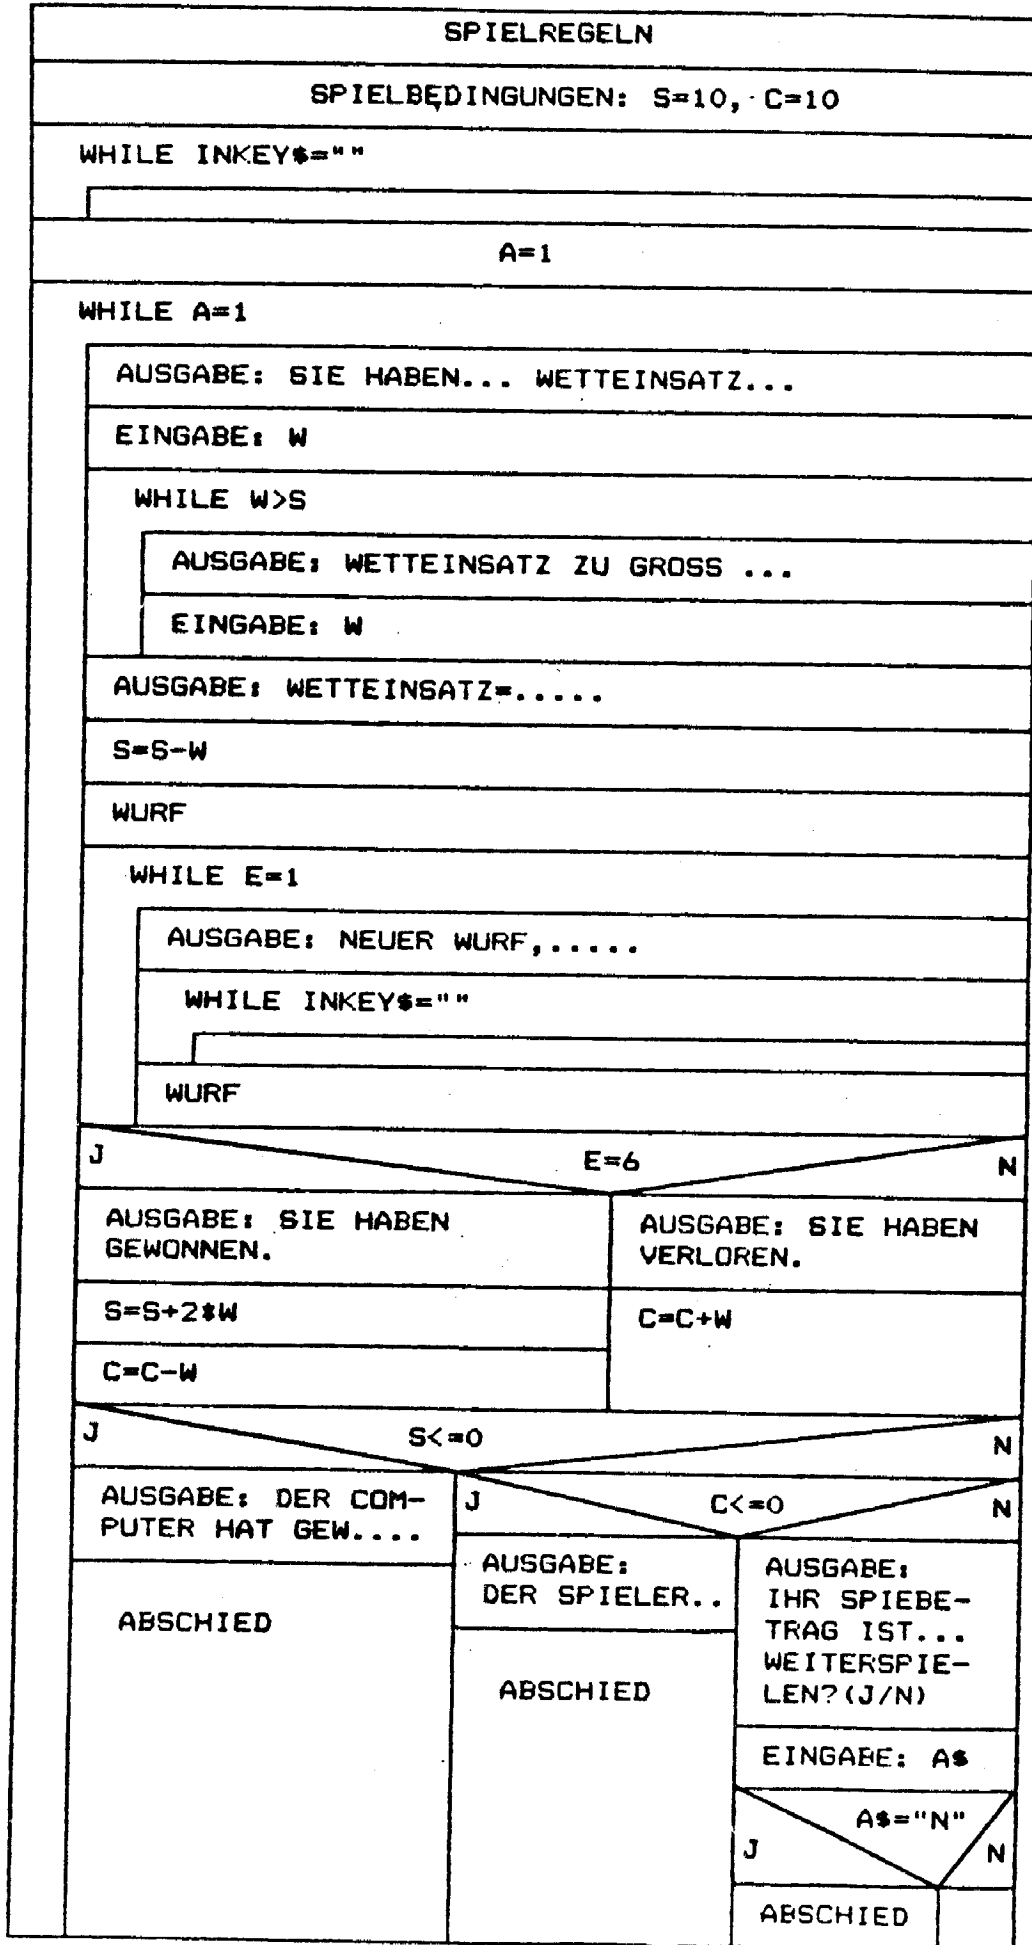 SPIELREGELN
SPIELBEDINGUNGEN: S=10, C=10
WHILE INKEY$=""
A=1
WHILE A=1
AUSGABE: SIE HABEN... WETTEINSATZ...
EINGABE: W
WHILE W>S
AUSGABE: WETTEINSATZ ZU GROSS ...
EINGABE: W
AUSGABE: WETTEINSATZ=.....
S=S-W
WURF
WHILE E=1
AUSGABE: NEUER WURF,.....
WHILE INKEY$=""
WURF
J E=6 N
AUSGABE: SIE HABEN
GEWONNEN.
S=S+2*W
C=C-W
AUSGABE: SIE HABEN
VERLOREN.
C=C+W
J S<=0 N
AUSGABE: DER COM-
PUTER HAT GEW....
ABSCHIED
J C<=0 N
AUSGABE:
DER SPIELER..
ABSCHIED
AUSGABE:
IHR SPIEBE-
TRAG IST...
WEITERSPIE-
LEN?(J/N)
EINGABE: A$
A$="N"
J N
ABSCHIED